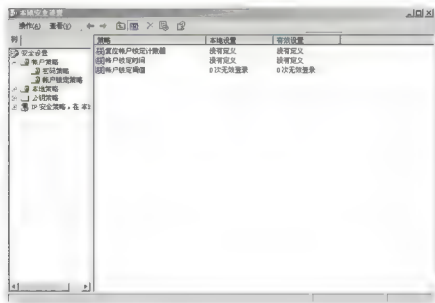 本地安全设置
操作(A) 查看(V)
树
安全设置
帐户策略
密码策略
帐户锁定策略
本地策略
公钥策略
IP 安全策略，在 本
策略 本地设置 有效设置
复位帐户锁定计数器 没有定义 没有定义
帐户锁定时间 没有定义 没有定义
帐户锁定阈值 0 次无效登录 0 次无效登录